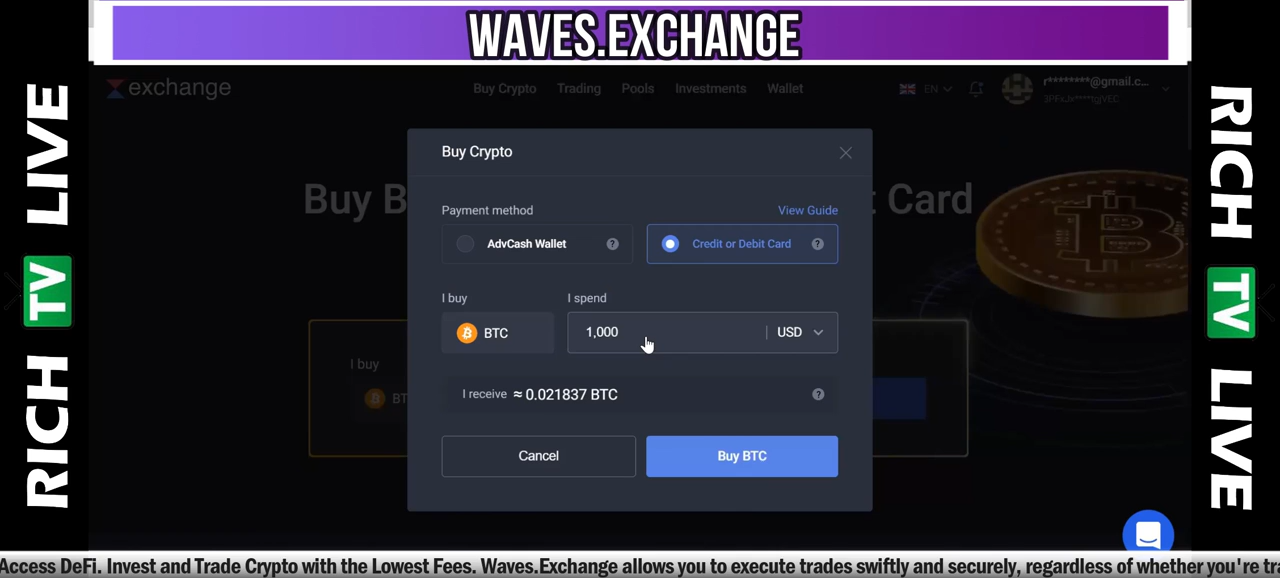 WAVES.EXCHANGE
exchange
Buy Crypto Trading Pools Investments Wallet
EN
r********@gmail.c...
Buy Crypto
Buy B
Card
Payment method
View Guide
AdvCash Wallet ?
Credit or Debit Card ?
I buy
I spend
BTC
1,000
USD
I buy
BT
I receive ≈ 0.021837 BTC ?
Cancel
Buy BTC
RICH TV LIVE
RICH TV LIVE
Access DeFi. Invest and Trade Crypto with the Lowest Fees. Waves.Exchange allows you to execute trades swiftly and securely, regardless of whether you're tra